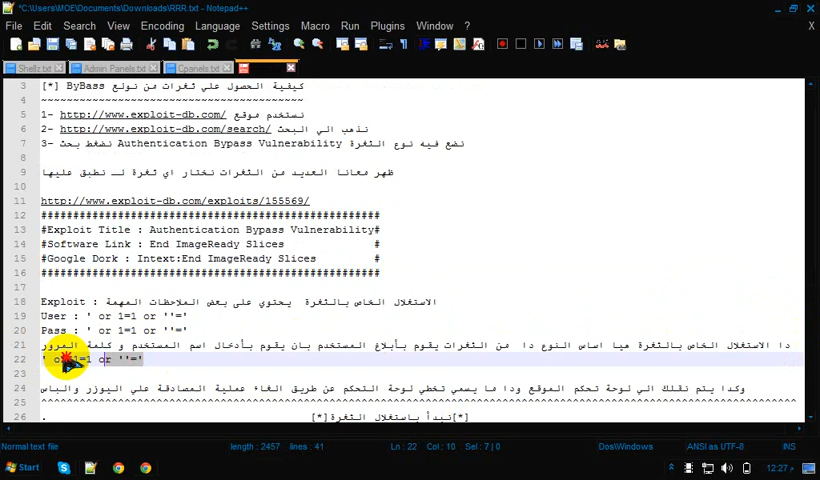 *C:\Users\MOE\Documents\Downloads\RRR.txt - Notepad++
File Edit Search View Encoding Language Settings Macro Run Plugins Window ?
X
Shellz.txt Admin Panels.txt Cpanels.txt
3 [*] ByBass كيفية الحصول علي ثغرات من نولع
4 ~~~~~~~~~~~~~~~~~~~~~~~~~~~~~~~~~~~~~~~~~
5 1- http://www.exploit-db.com/ نستخدم موقع
6 2- http://www.exploit-db.com/search/ نذهب الي البحث
7 3- نضغط بحث Authentication Bypass Vulnerability نضع فيه نوع الثغرة
8
9 ظهر معانا العديد من الثغرات نختار اي ثغرة لــ نطبق عليها
10
11 http://www.exploit-db.com/exploits/155569/
12 #####################################################
13 #Exploit Title : Authentication Bypass Vulnerability#
14 #Software Link : End ImageReady Slices #
15 #Google Dork : Intext:End ImageReady Slices #
16 #####################################################
17
18 Exploit : الاستغلال الخاص بالثغرة يحتوي على بعض الملاحظات المهمة
19 User : ' or 1=1 or ''='
20 Pass : ' or 1=1 or ''='
21 دا الاستغلال الخاص بالثغرة هيا اساس النوع دا من الثغرات يقوم بأبلاغ المستخدم بان يقوم بأدخال اسم المستخدم و كلمة المرور
22 ' or 1=1 or ''='
23
24 وكدا يتم نقلك الي لوحة تحكم الموقع ودا ما يسمي تخطي لوحة التحكم عن طريق الغاء عملية المصادقة علي اليوزر والباس
25 ^^^^^^^^^^^^^^^^^^^^^^^^^^^^^^^^^^^^^^^^^^^^^^^^^^^^^^^^^^^^^^^^^^^^^^^^^^^^^^^^^^^^^^^^^^^^^^^^^^^^^^^^^^^^^^^
26 . [*]نبدأ باستغلال الثغرة[*]
Normal text file length : 2457 lines : 41 Ln : 22 Col : 10 Sel : 7 | 0 Dos\Windows ANSI as UTF-8 INS
Start 12:27 م